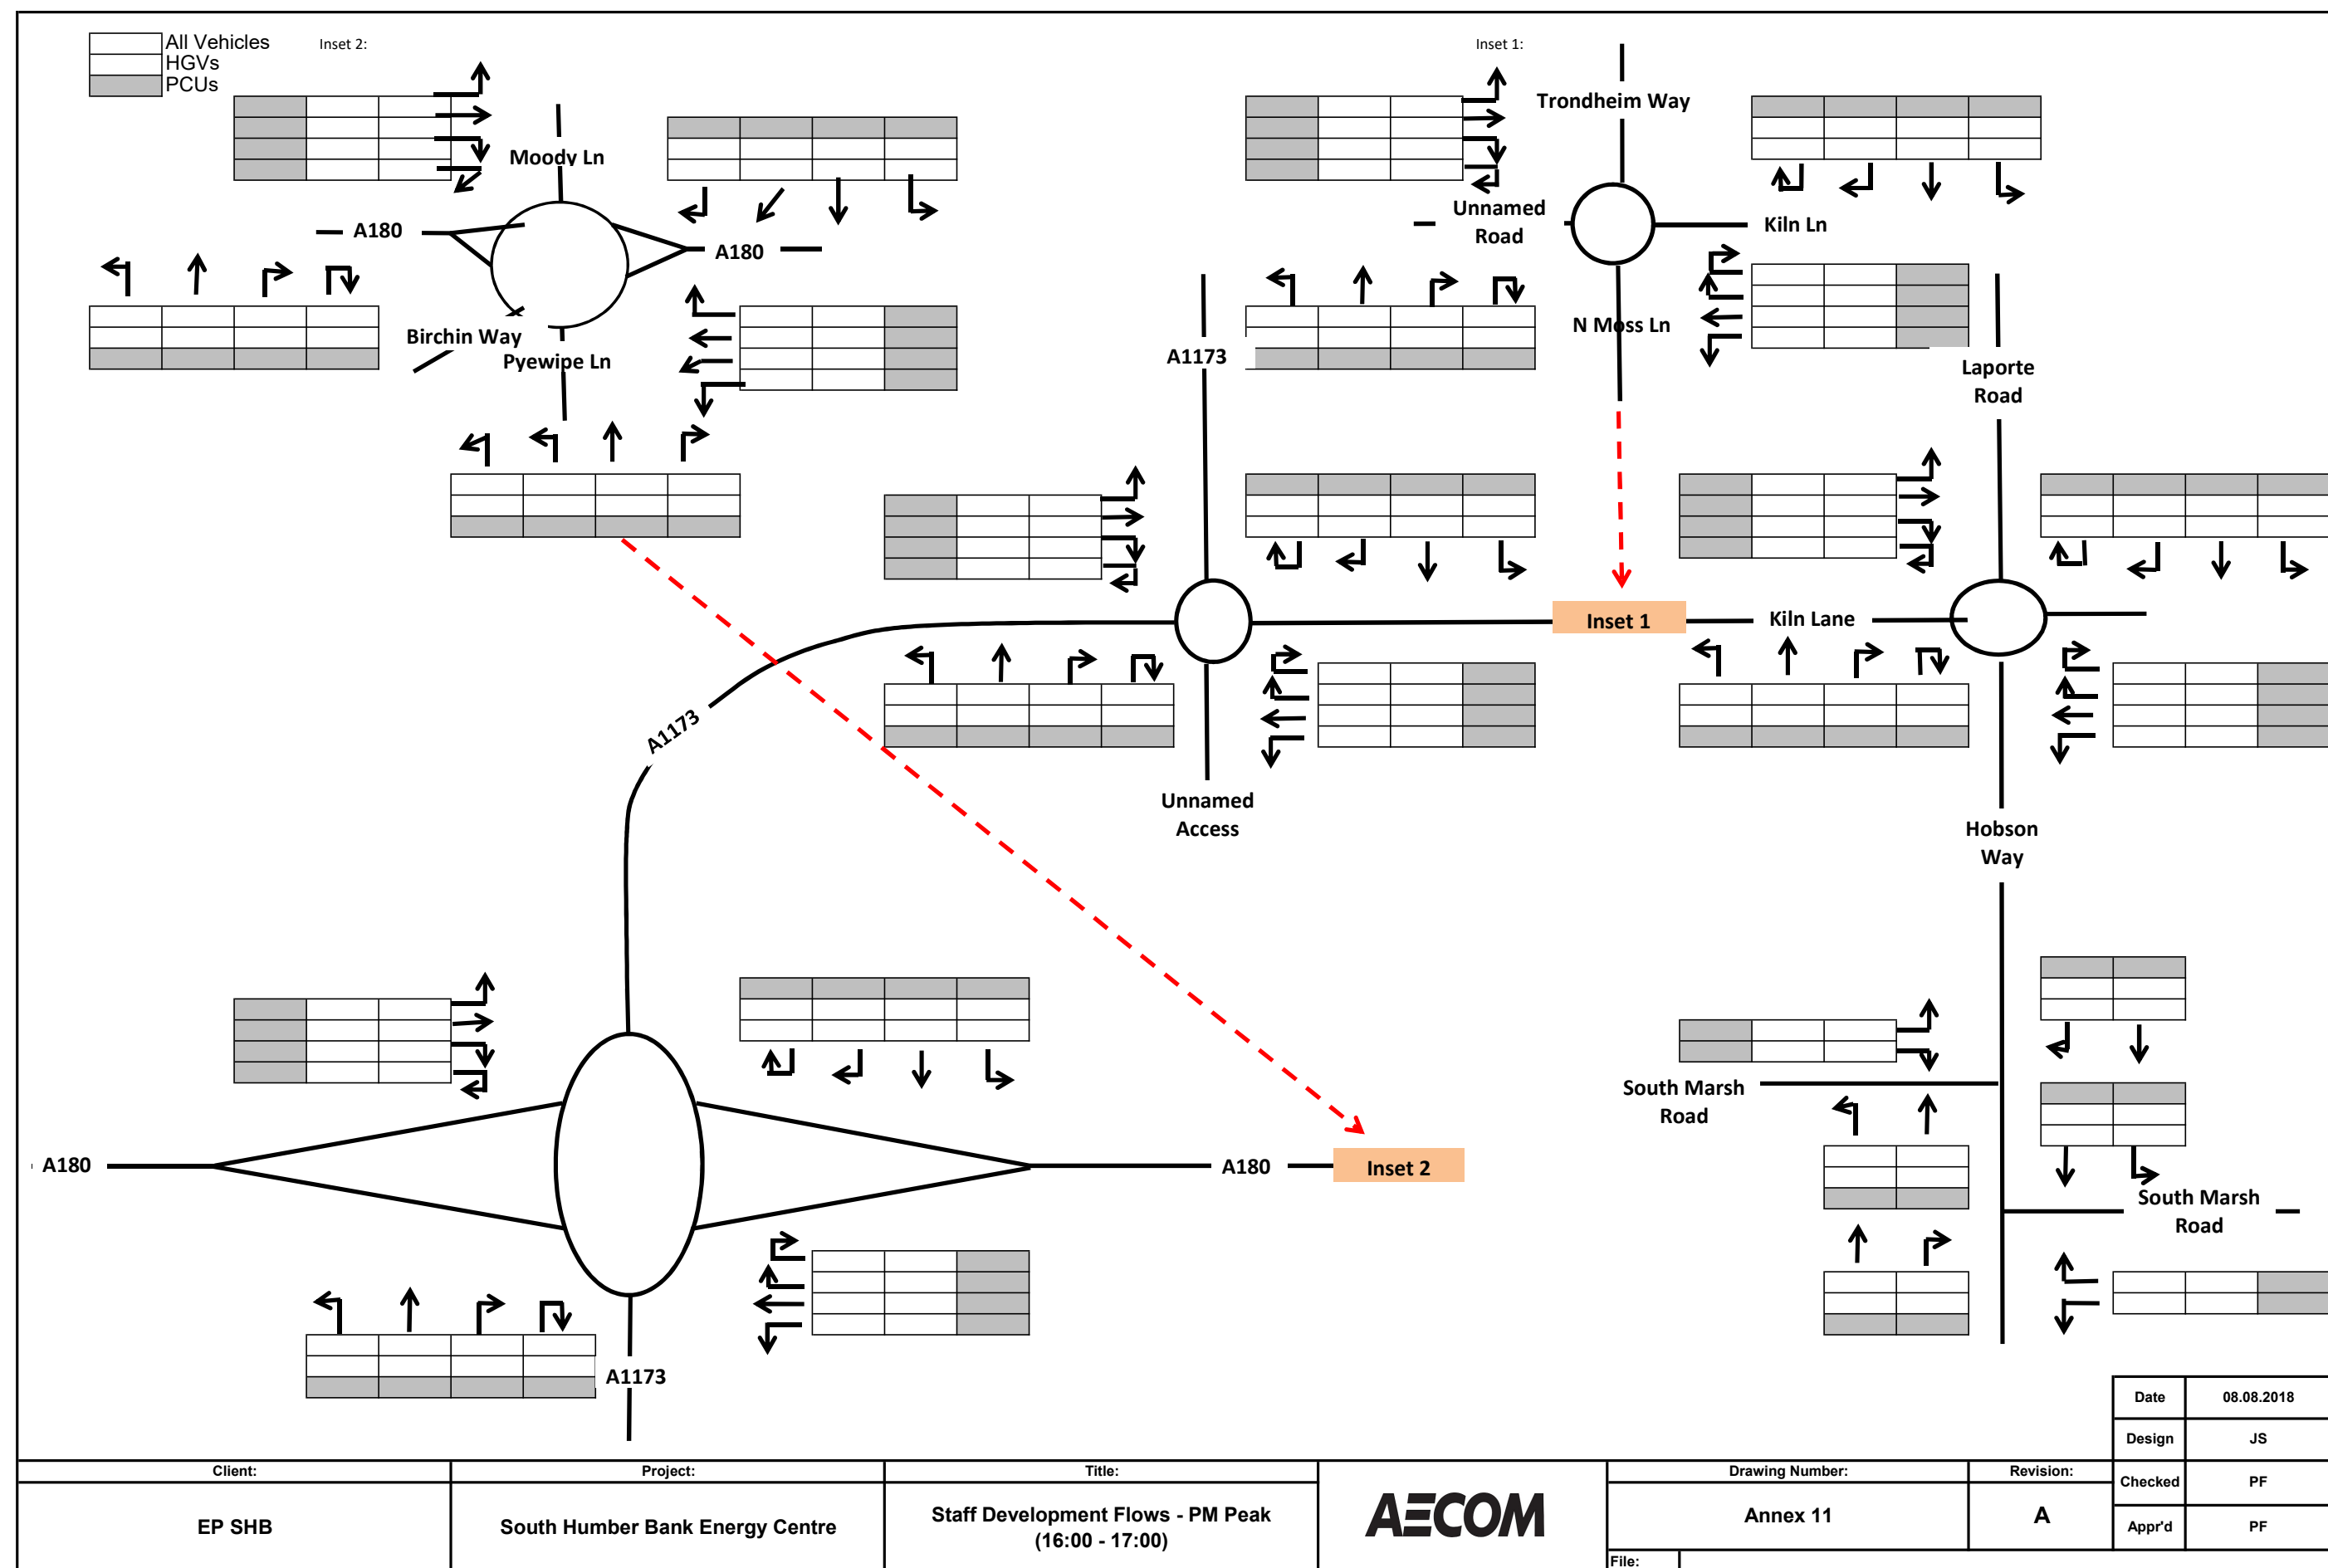 All Vehicles
HGVs
PCUs
Inset 2:
Inset 1:
Trondheim Way
Moody Ln
Unnamed
Road
Kiln Ln
A180
A180
N Moss Ln
Birchin Way
Pyewipe Ln
A1173
Laporte
Road
Inset 1
Kiln Lane
A1173
Unnamed
Access
Hobson
Way
South Marsh
Road
A180
A180
Inset 2
South Marsh
Road
A1173
Date
08.08.2018
Design
JS
Client:
Project:
Title:
Drawing Number:
Revision:
Checked
PF
EP SHB
South Humber Bank Energy Centre
Staff Development Flows - PM Peak
(16:00 - 17:00)
AECOM
Annex 11
A
Appr'd
PF
File: